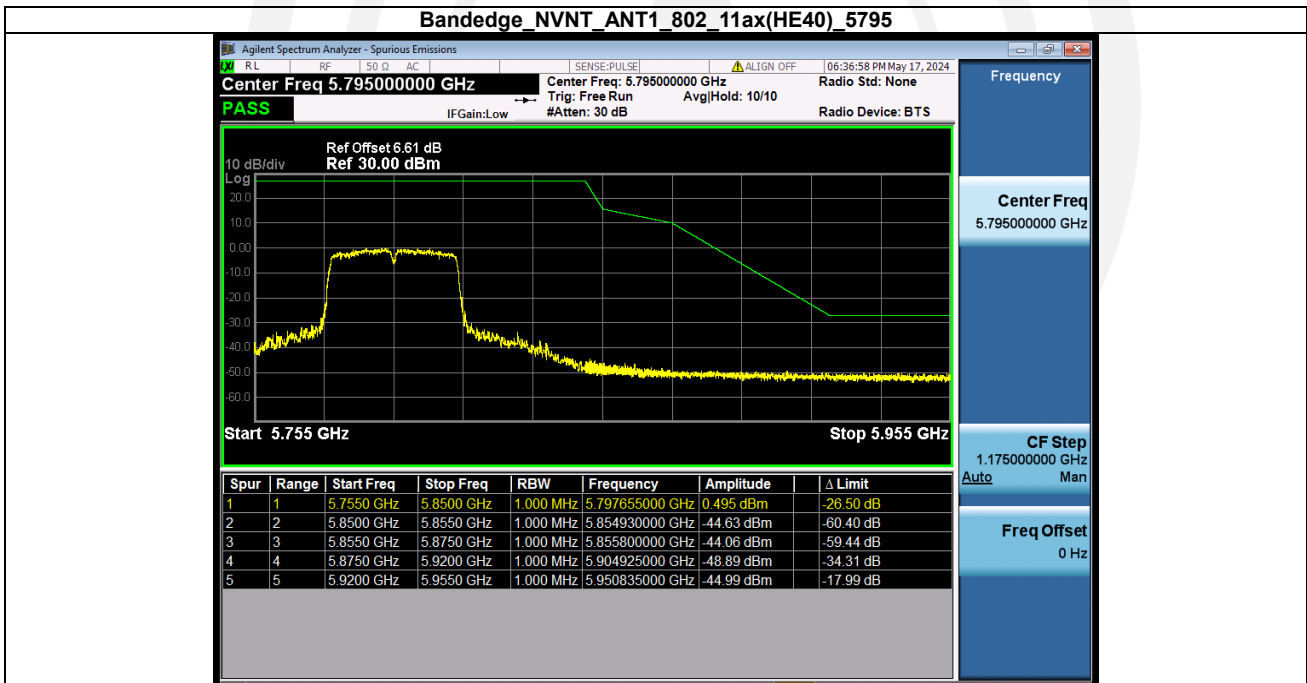 Bandedge_NVNT_ANT1_802_11ax(HE40)_5795
Agilent Spectrum Analyzer - Spurious Emissions
LXI RL RF 50 Ω AC SENSE:PULSE ALIGN OFF 06:36:58 PM May 17, 2024
Center Freq 5.795000000 GHz Center Freq: 5.795000000 GHz Radio Std: None
Trig: Free Run Avg|Hold: 10/10
PASS IFGain:Low #Atten: 30 dB Radio Device: BTS
Frequency
Ref Offset 6.61 dB
10 dB/div Ref 30.00 dBm
Log
20.0
10.0
0.00
-10.0
-20.0
-30.0
-40.0
-50.0
-60.0
Start 5.755 GHz Stop 5.955 GHz
Center Freq
5.795000000 GHz
CF Step
1.175000000 GHz
Auto Man
Freq Offset
0 Hz
Spur Range Start Freq Stop Freq RBW Frequency Amplitude Δ Limit
1 1 5.7550 GHz 5.8500 GHz 1.000 MHz 5.797655000 GHz 0.495 dBm -26.50 dB
2 2 5.8500 GHz 5.8550 GHz 1.000 MHz 5.854930000 GHz -44.63 dBm -60.40 dB
3 3 5.8550 GHz 5.8750 GHz 1.000 MHz 5.855800000 GHz -44.06 dBm -59.44 dB
4 4 5.8750 GHz 5.9200 GHz 1.000 MHz 5.904925000 GHz -48.89 dBm -34.31 dB
5 5 5.9200 GHz 5.9550 GHz 1.000 MHz 5.950835000 GHz -44.99 dBm -17.99 dB